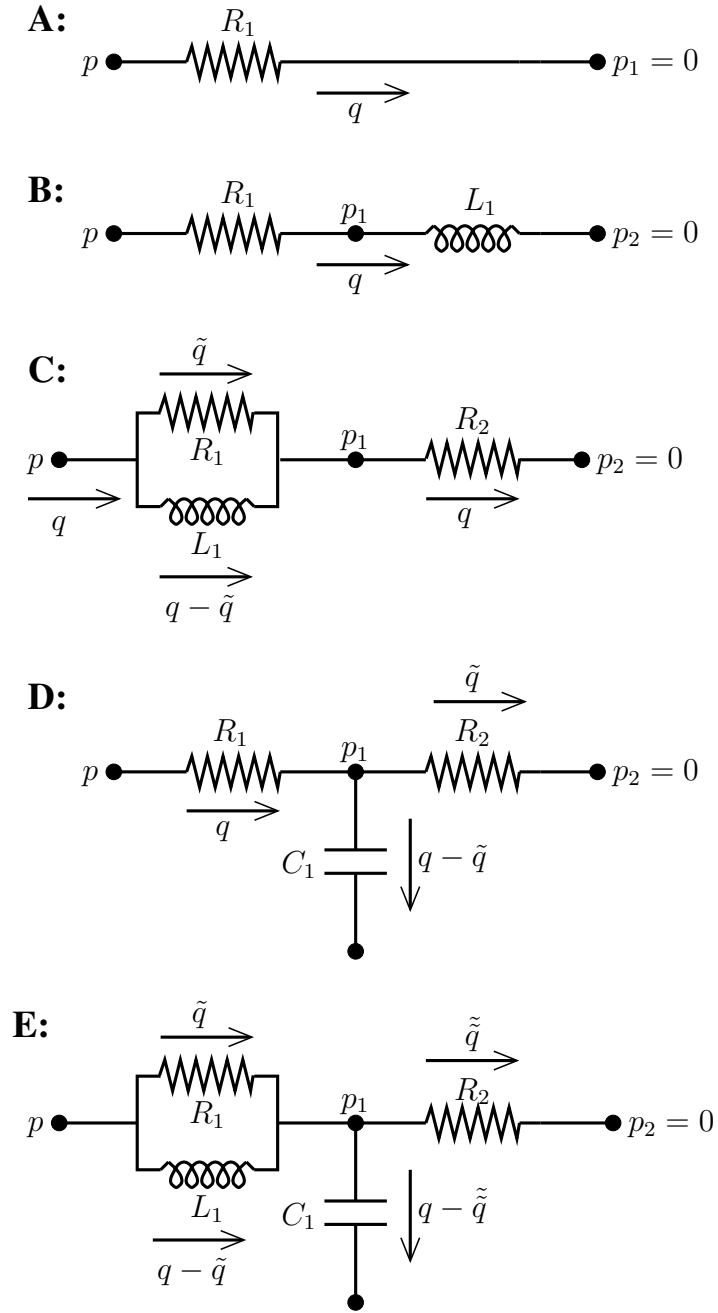 A:
R₁
p p₁ = 0
q
B:
R₁ p₁ L₁
p p₂ = 0
q
C:
q̃
R₂
p R₁ p₁ p₂ = 0
q q
L₁
q − q̃
D:
q̃
R₁ p₁ R₂
p p₂ = 0
q
C₁ q − q̃
E:
q̃ q̃̃
R₁ p₁ R₂
p p₂ = 0
L₁ C₁ q − q̃̃
q − q̃